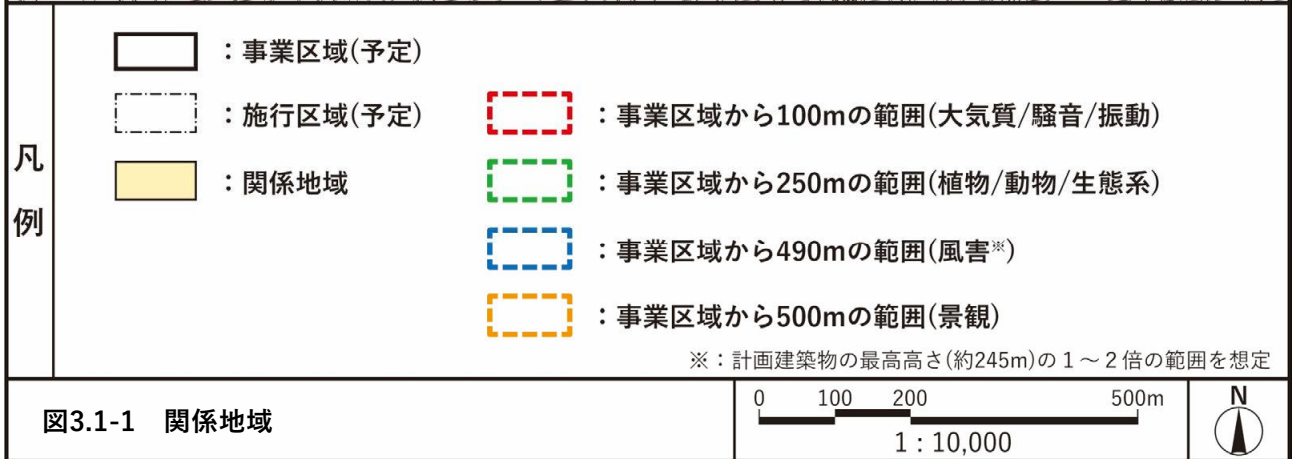 凡例
：事業区域(予定)
：施行区域(予定)
：関係地域
：事業区域から100mの範囲(大気質/騒音/振動)
：事業区域から250mの範囲(植物/動物/生態系)
：事業区域から490mの範囲(風害※)
：事業区域から500mの範囲(景観)
※：計画建築物の最高高さ(約245m)の１～２倍の範囲を想定
図3.1-1　関係地域
0 100 200 500m
1：10,000
N